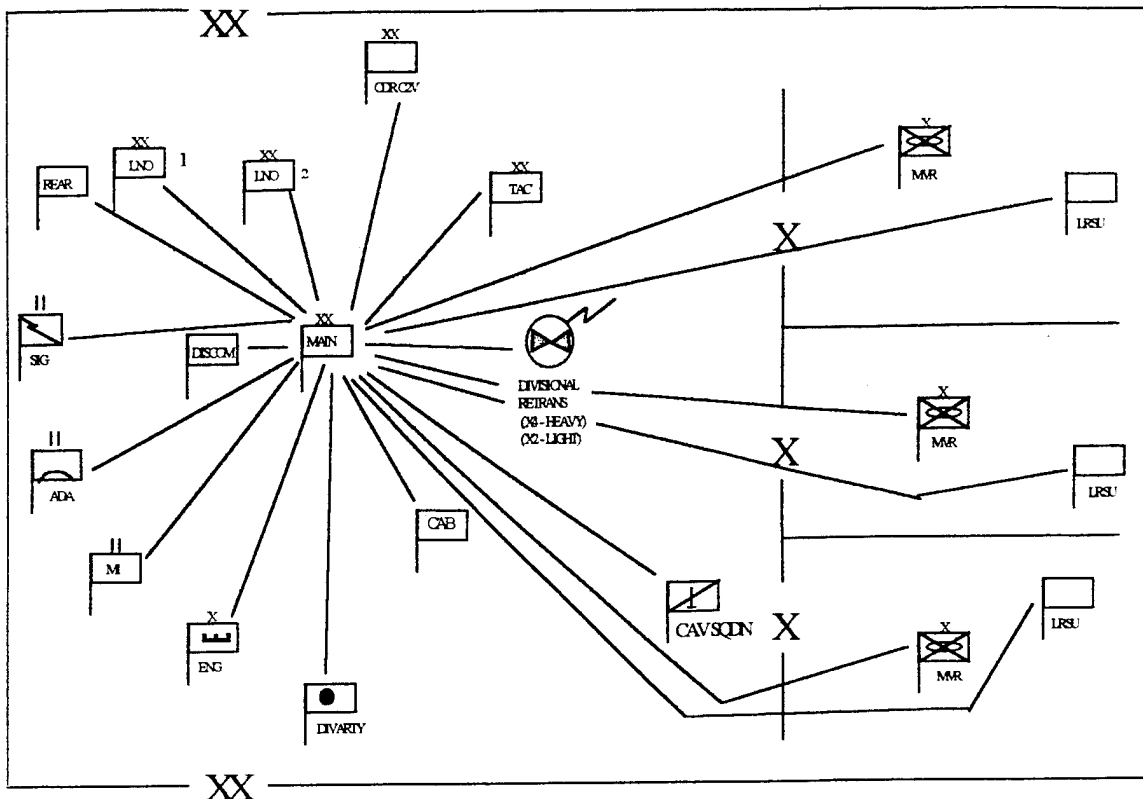 XX
XX
CDR C2V
XX
LNO 1
XX
LNO 2
REAR
XX
TAC
X
MVR
LRSU
X
II
SIG
DISCOM
XX
MAIN
DIVISIONAL
RETRANS
(X3-HEAVY)
(X2-LIGHT)
X
MVR
X
LRSU
II
ADA
CAB
II
MI
X
ENG
CAV SQDN
X
LRSU
X
MVR
DIVARTY
XX